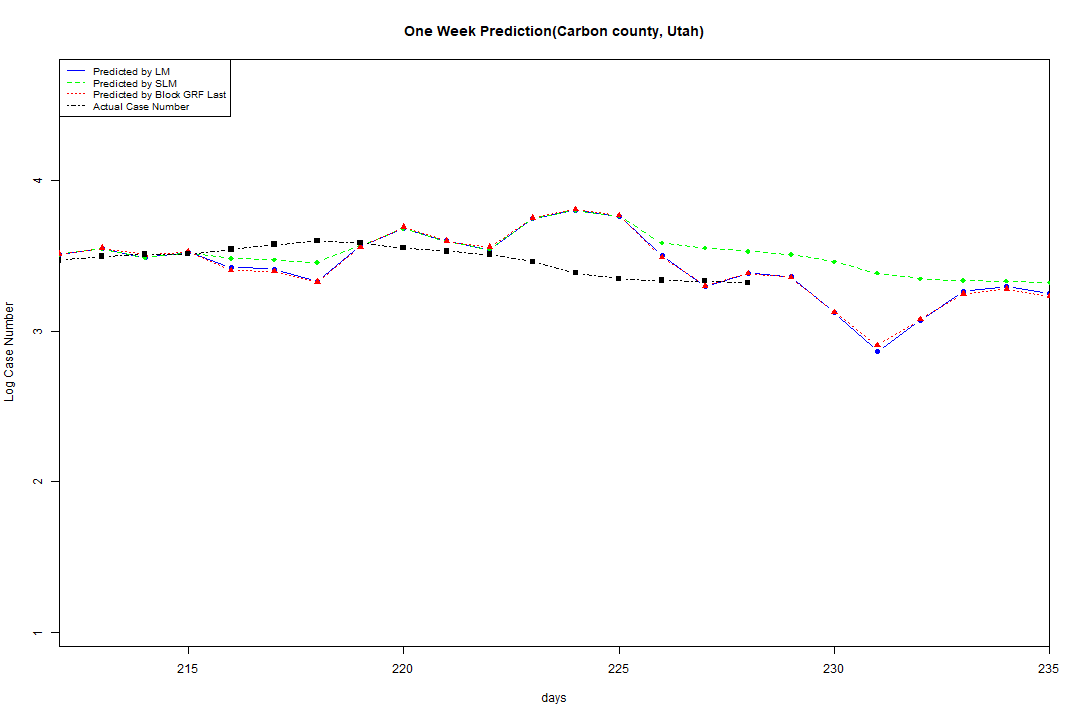 One Week Prediction(Carbon county, Utah)
Predicted by LM
Predicted by SLM
Predicted by Block GRF Last
Actual Case Number
4
3
2
1
Log Case Number
215
220
225
230
235
days